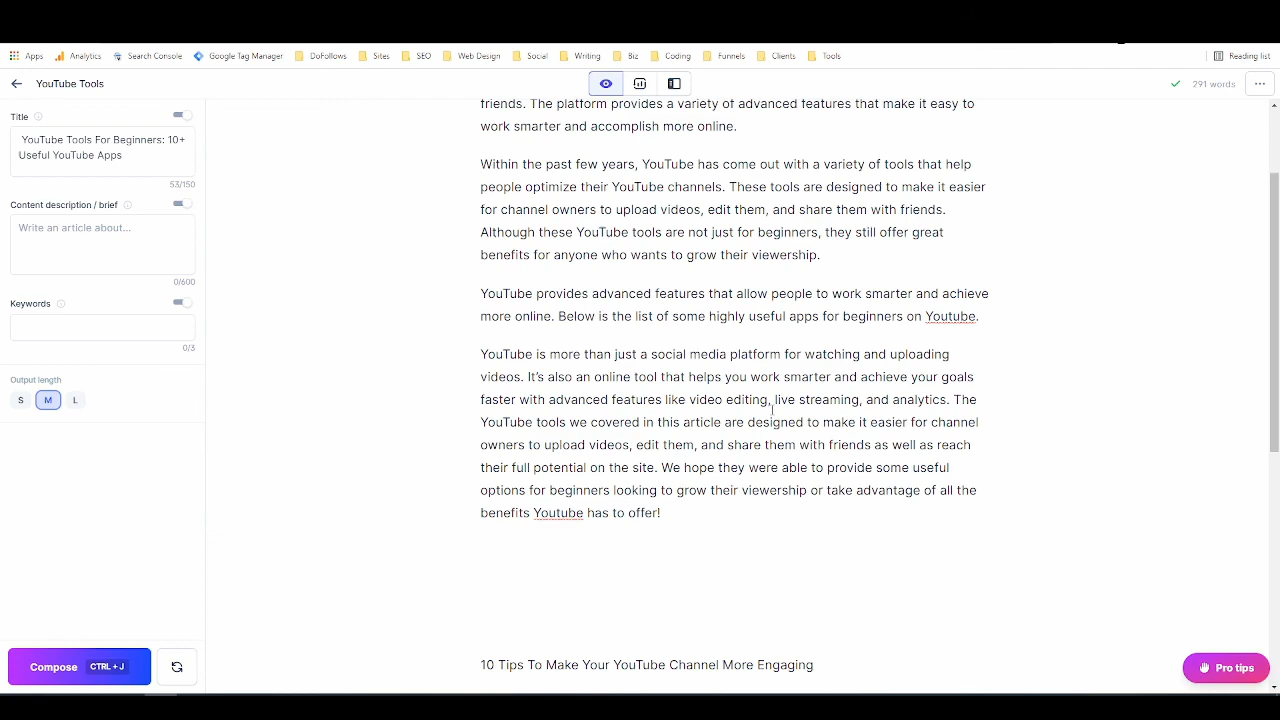 Apps Analytics Search Console Google Tag Manager DoFollows Sites SEO Web Design Social Writing Biz Coding Funnels Clients Tools Reading list
YouTube Tools
291 words
Title
YouTube Tools For Beginners: 10+
Useful YouTube Apps
53/150
Content description / brief
Write an article about...
0/600
Keywords
0/3
Output length
S M L
Compose CTRL + J
friends. The platform provides a variety of advanced features that make it easy to
work smarter and accomplish more online.
Within the past few years, YouTube has come out with a variety of tools that help
people optimize their YouTube channels. These tools are designed to make it easier
for channel owners to upload videos, edit them, and share them with friends.
Although these YouTube tools are not just for beginners, they still offer great
benefits for anyone who wants to grow their viewership.
YouTube provides advanced features that allow people to work smarter and achieve
more online. Below is the list of some highly useful apps for beginners on Youtube.
YouTube is more than just a social media platform for watching and uploading
videos. It's also an online tool that helps you work smarter and achieve your goals
faster with advanced features like video editing, live streaming, and analytics. The
YouTube tools we covered in this article are designed to make it easier for channel
owners to upload videos, edit them, and share them with friends as well as reach
their full potential on the site. We hope they were able to provide some useful
options for beginners looking to grow their viewership or take advantage of all the
benefits Youtube has to offer!
10 Tips To Make Your YouTube Channel More Engaging
Pro tips